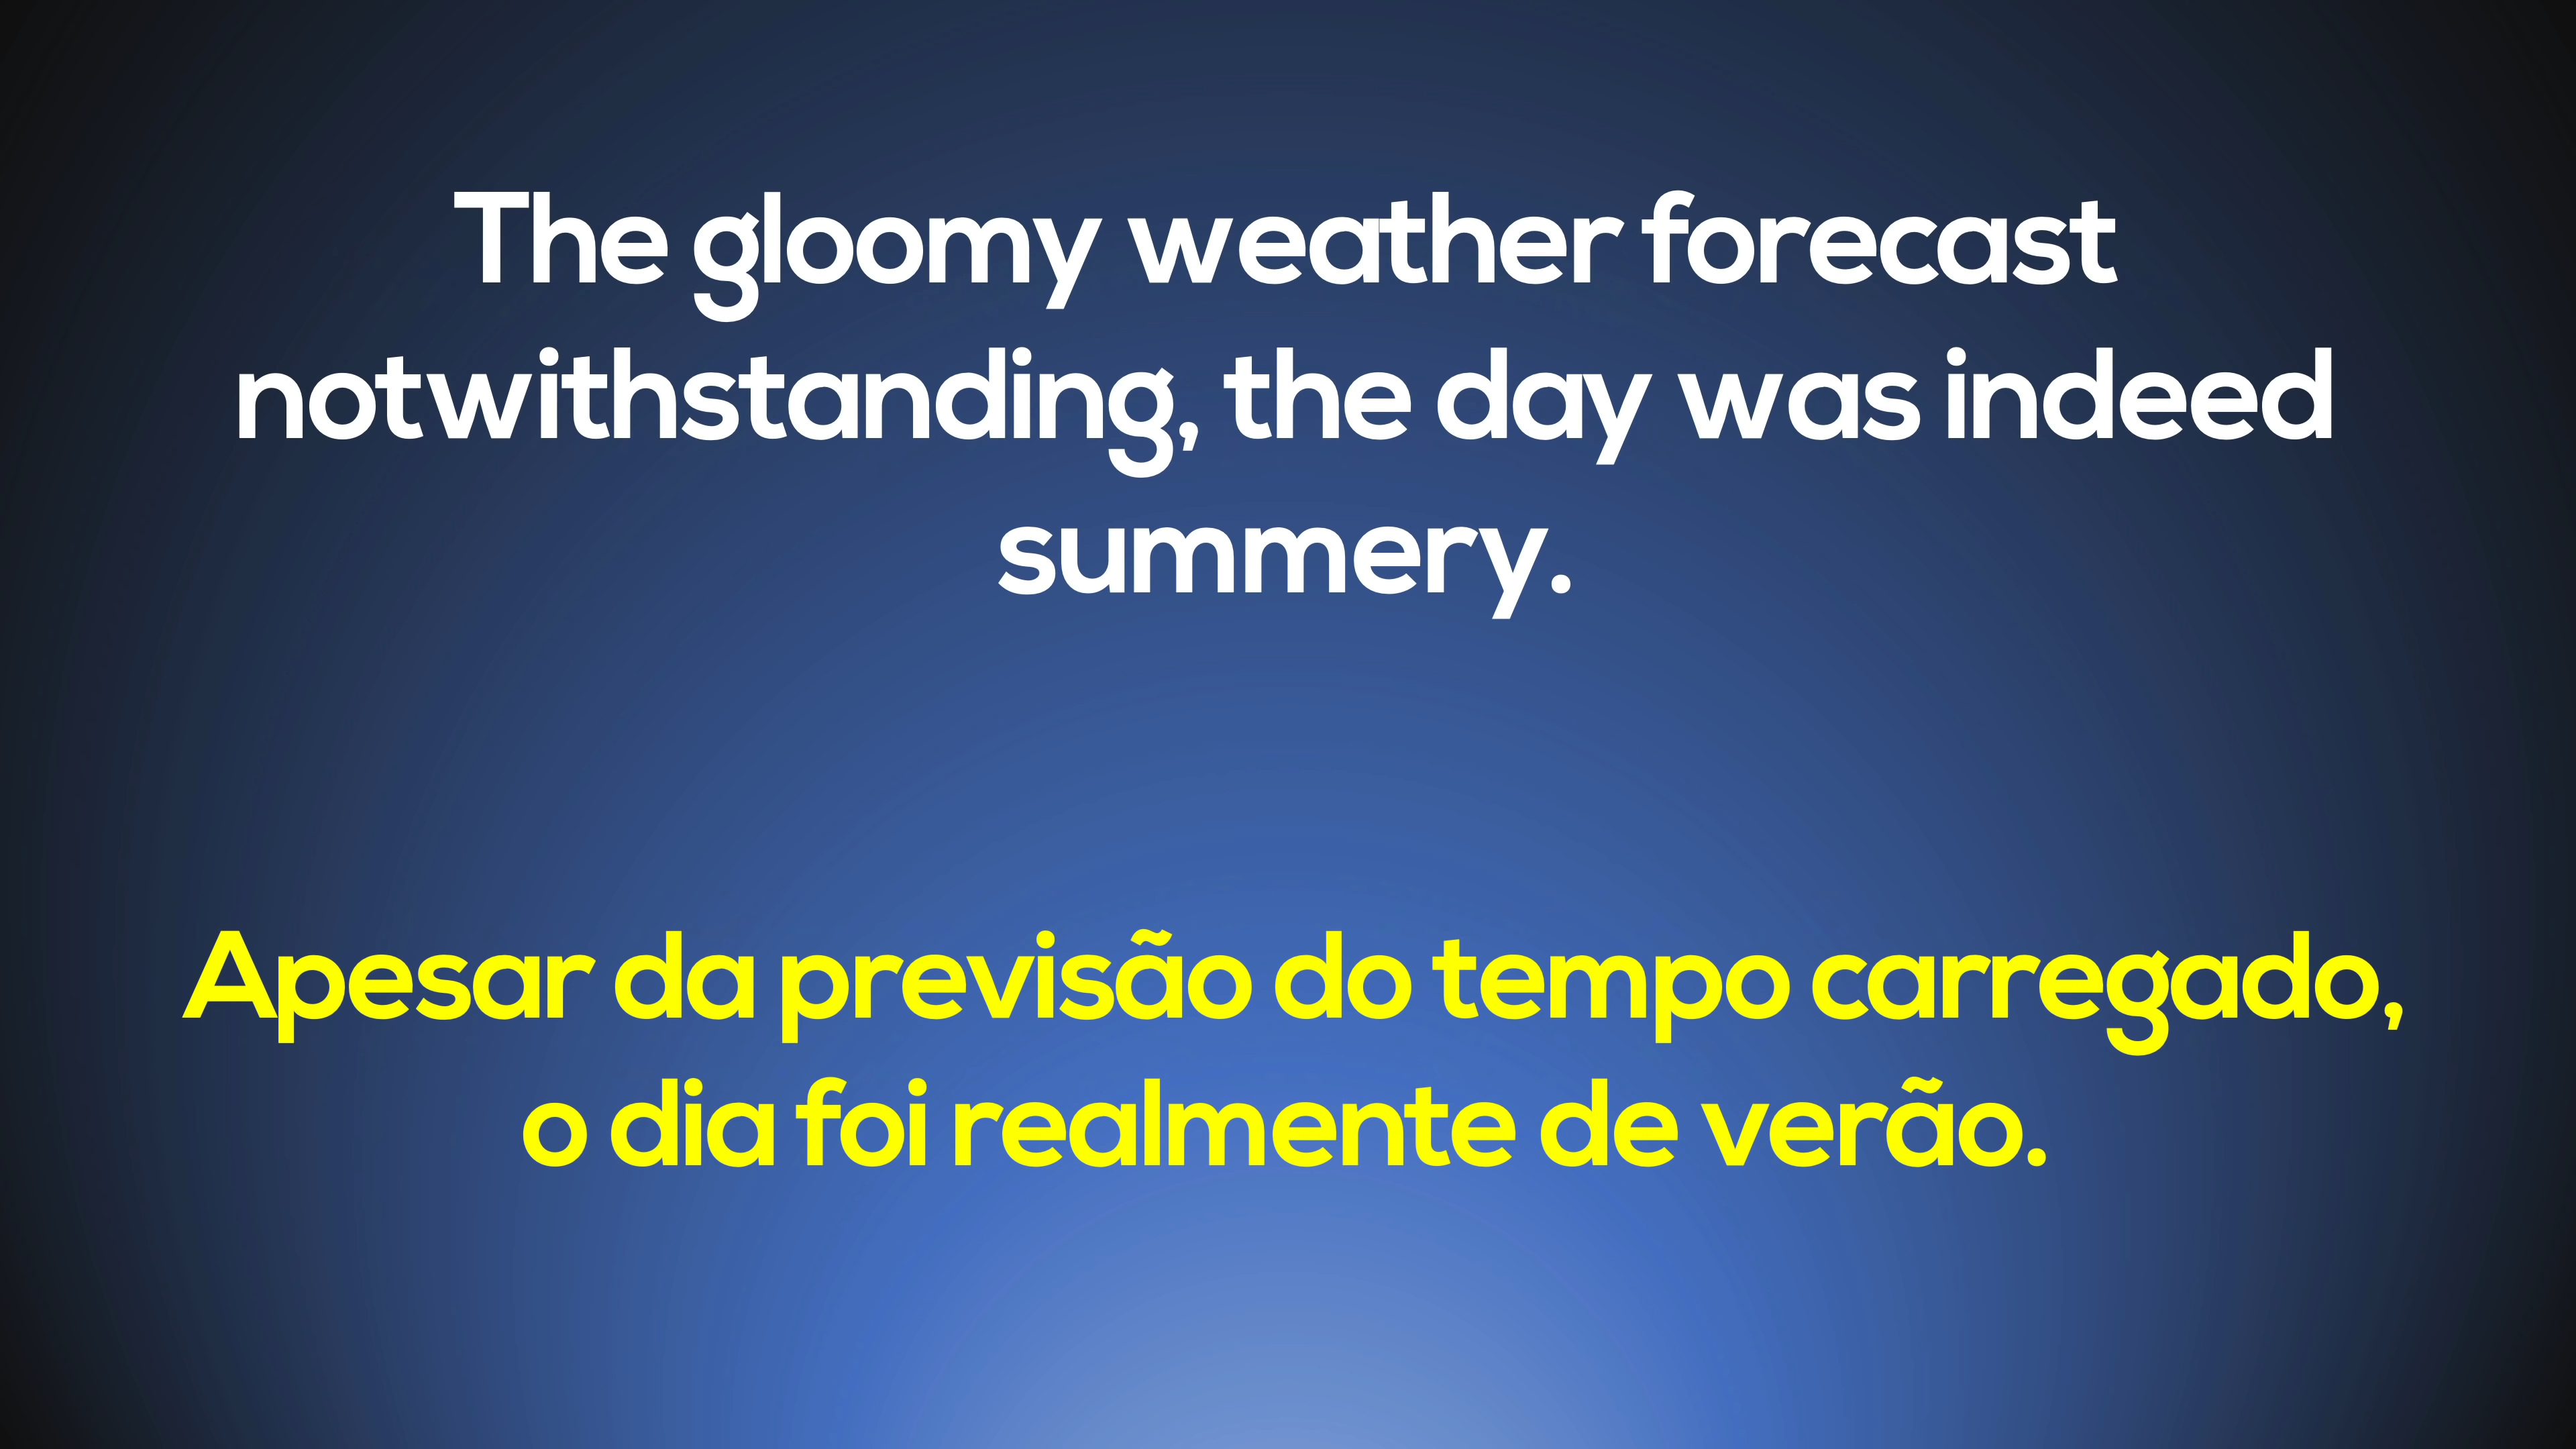 The gloomy weather forecast
notwithstanding, the day was indeed
summery.
Apesar da previsão do tempo carregado,
o dia foi realmente de verão.